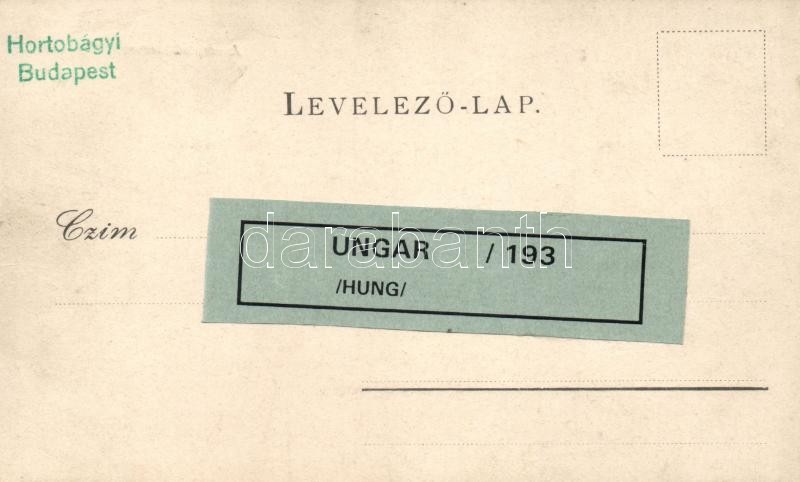 Hortobágyi
Budapest
LEVELEZŐ-LAP.
Czim
darabanth
UNGAR / 193
/HUNG/